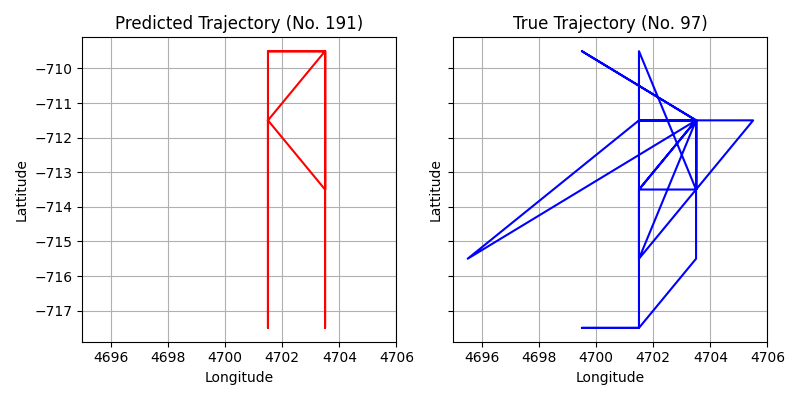 Predicted Trajectory (No. 191)
True Trajectory (No. 97)
Lattitude
−710
−711
−712
−713
−714
−715
−716
−717
4696 4698 4700 4702 4704 4706
Longitude
Lattitude
4696 4698 4700 4702 4704 4706
Longitude